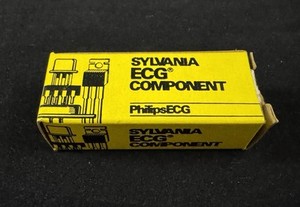 SYLVANIA
ECG®
COMPONENT
PhilipsECG
SYLVANIA
ECG®
COMPONENT